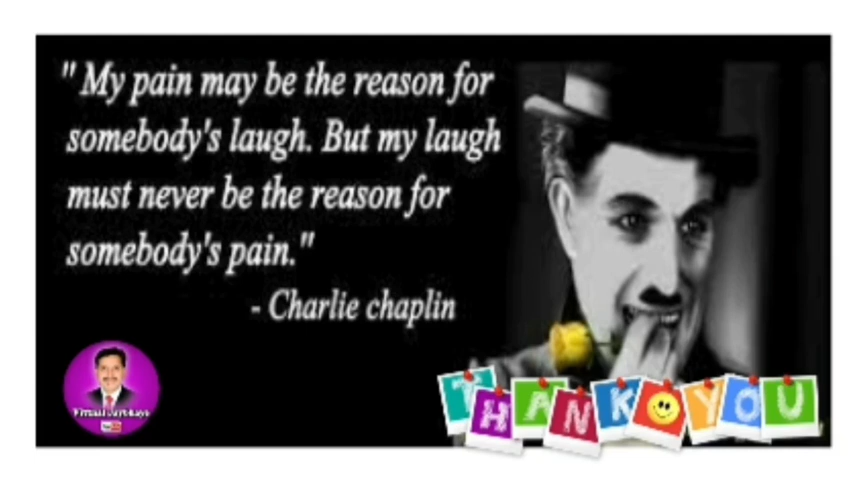 " My pain may be the reason for
somebody's laugh. But my laugh
must never be the reason for
somebody's pain."
- Charlie chaplin
THANK YOU